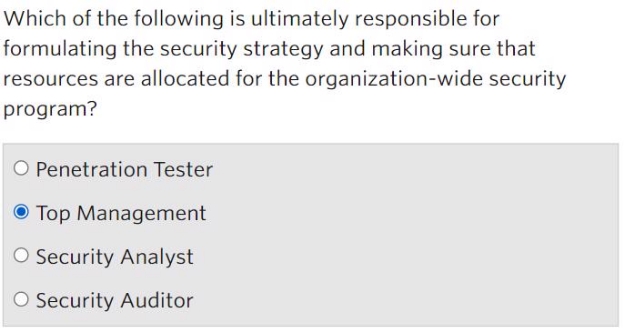 Which of the following is ultimately responsible for
formulating the security strategy and making sure that
resources are allocated for the organization-wide security
program?
Penetration Tester
Top Management
Security Analyst
Security Auditor